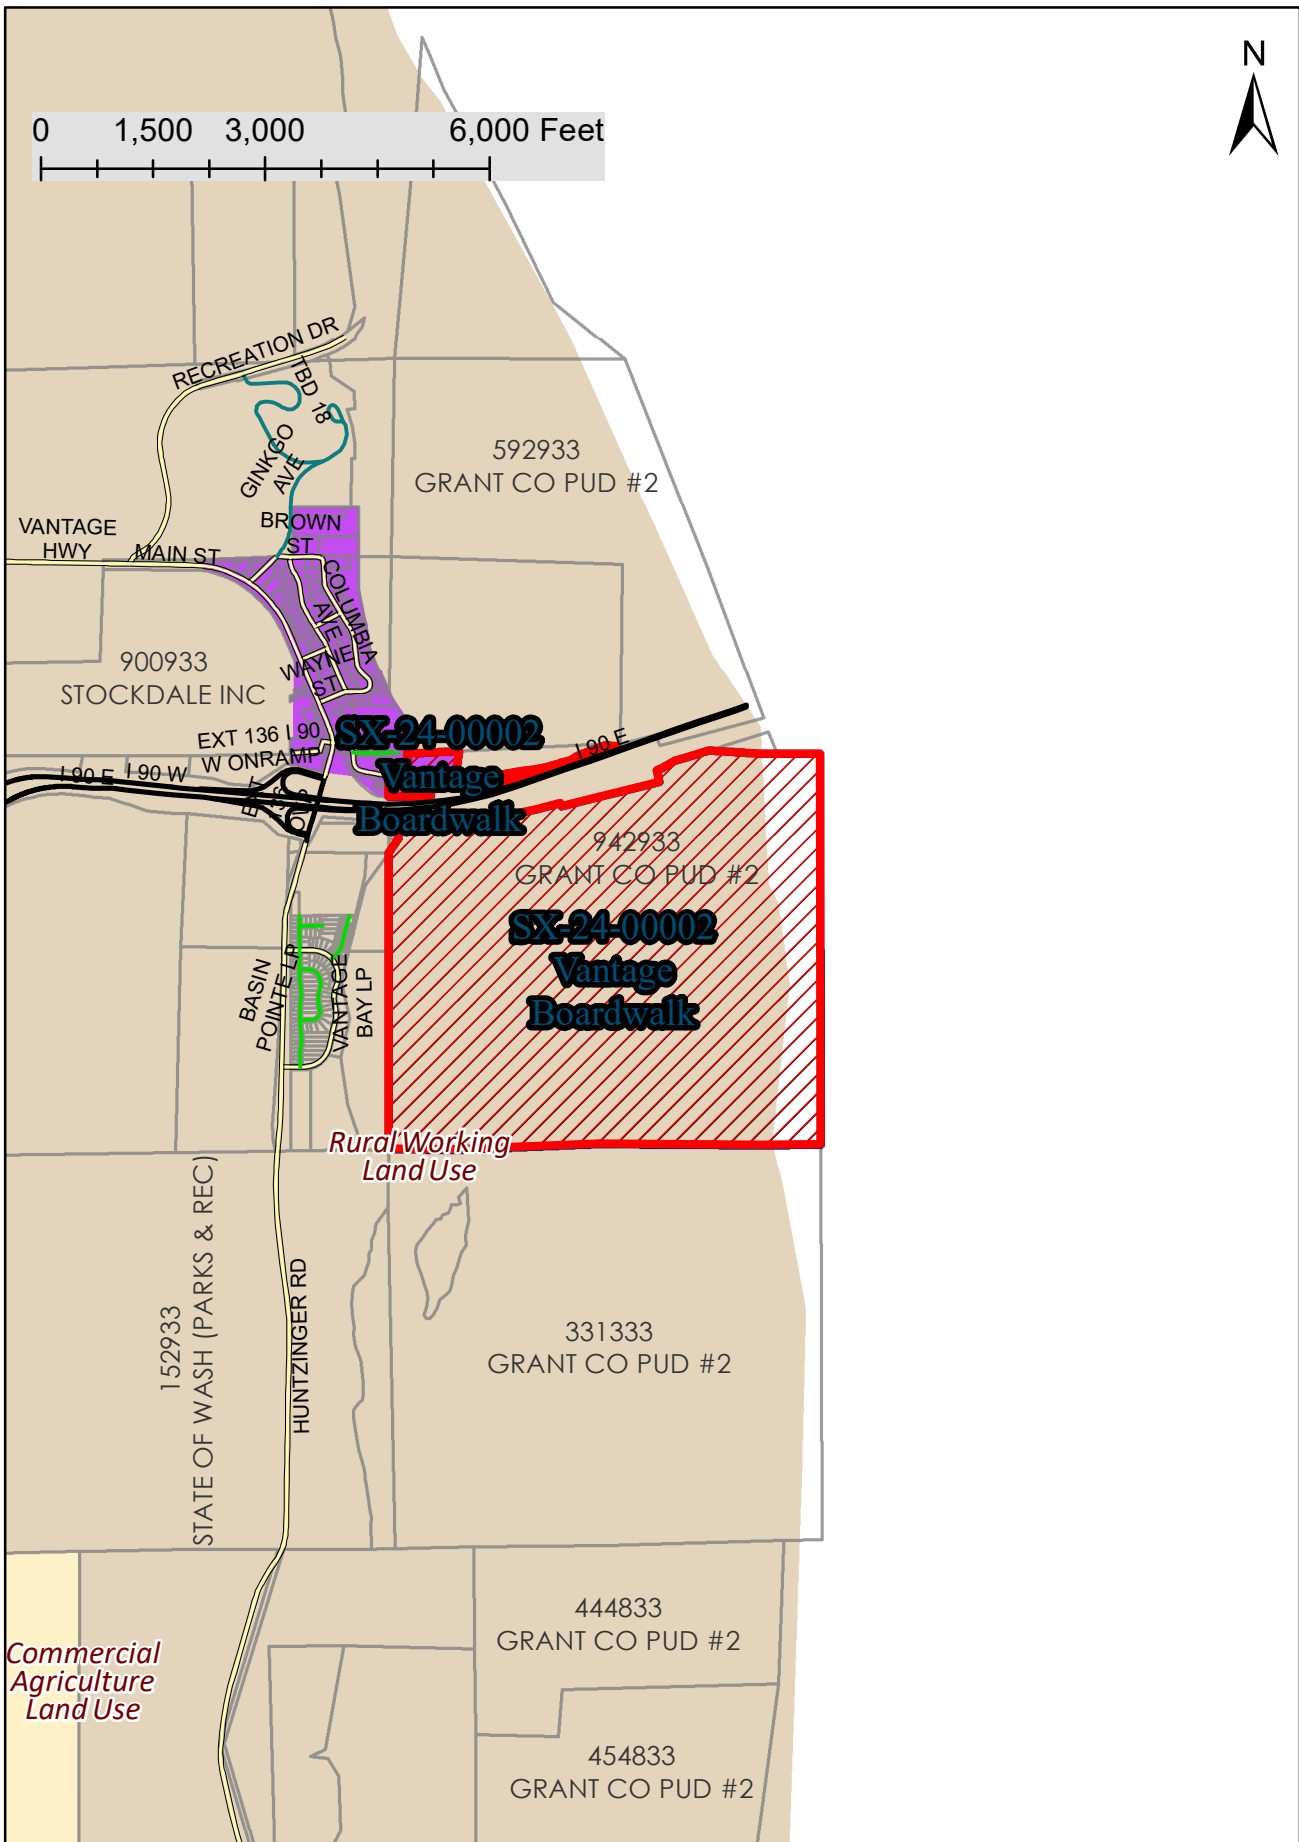 N
0 1,500 3,000 6,000 Feet
RECREATION DR
TBD 18
GINKGO
AVE
592933
GRANT CO PUD #2
VANTAGE
HWY
MAIN ST
BROWN
ST
COLUMBIA
AVE
WAYNE
ST
900933
STOCKDALE INC
EXT 136 I 90
W ONRAMP
SX-24-00002
Vantage
Boardwalk
I 90 E
I 90 E
I 90 W
EXT
136
942933
GRANT CO PUD #2
SX-24-00002
Vantage
Boardwalk
BASIN
POINTE LP
VANTAGE
BAY LP
Rural Working
Land Use
152933
STATE OF WASH (PARKS & REC)
HUNTZINGER RD
331333
GRANT CO PUD #2
444833
GRANT CO PUD #2
Commercial
Agriculture
Land Use
454833
GRANT CO PUD #2